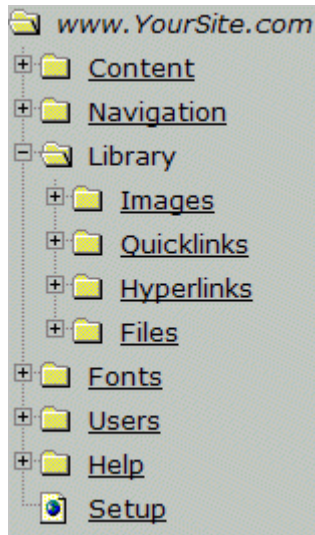 www.YourSite.com
Content
Navigation
Library
Images
Quicklinks
Hyperlinks
Files
Fonts
Users
Help
Setup